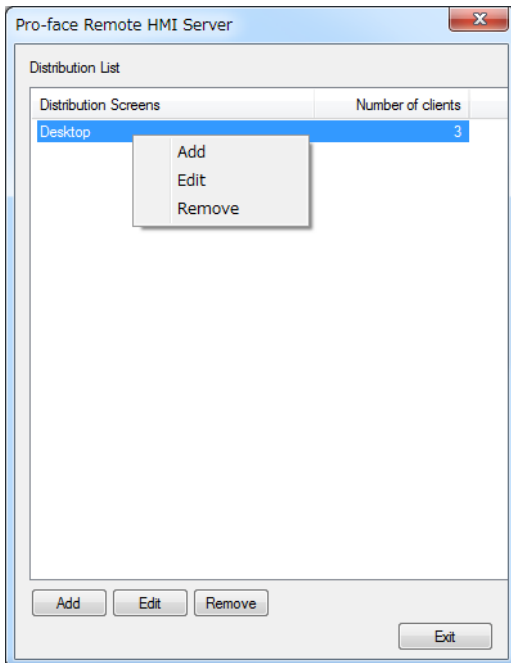 Pro-face Remote HMI Server
Distribution List
Distribution Screens Number of clients
Desktop 3
Add
Edit
Remove
Add Edit Remove
Exit